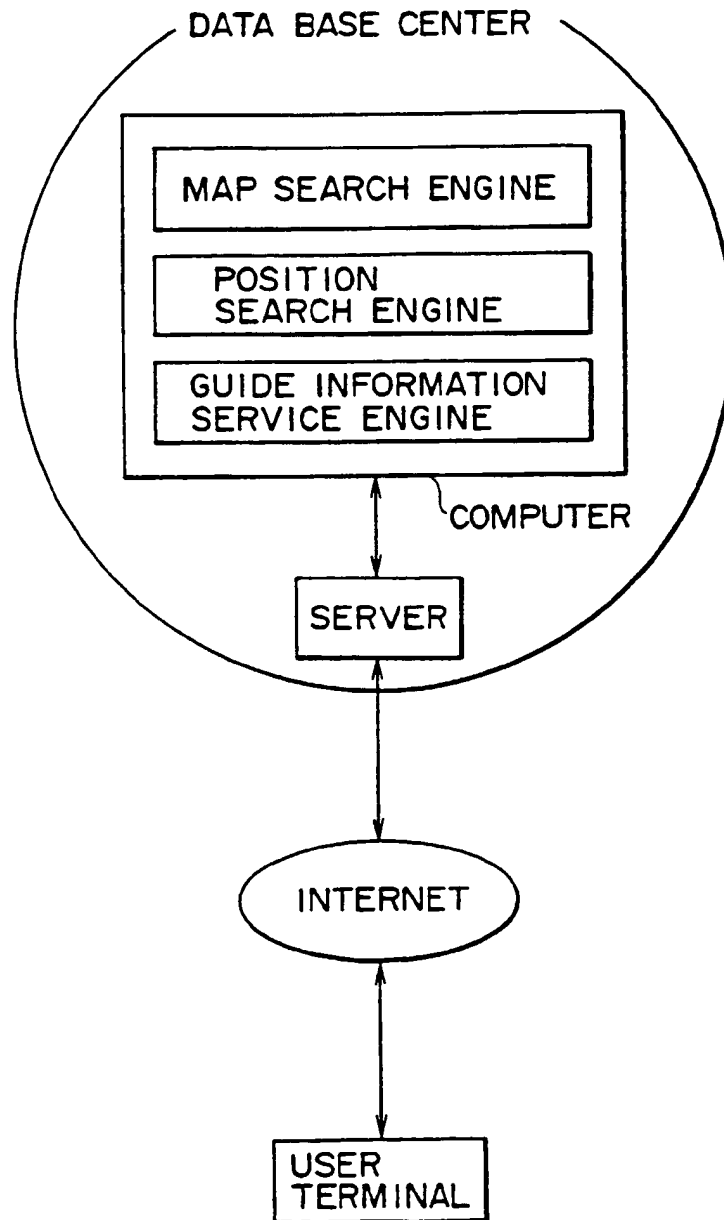 DATA BASE CENTER
MAP SEARCH ENGINE
POSITION
SEARCH ENGINE
GUIDE INFORMATION
SERVICE ENGINE
COMPUTER
SERVER
INTERNET
USER
TERMINAL